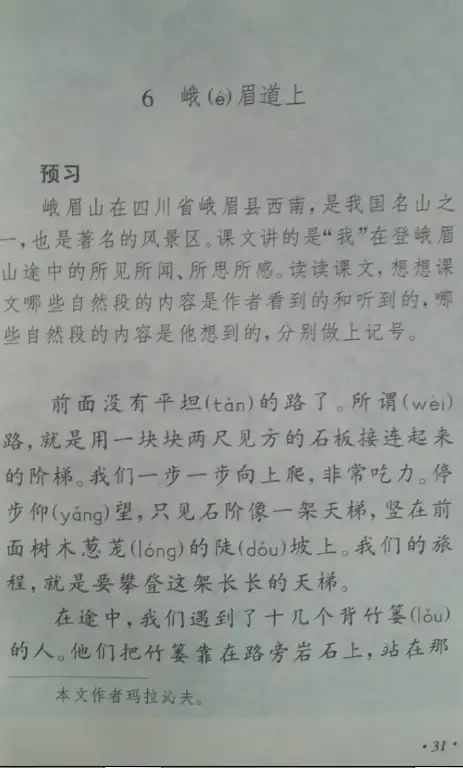 6 峨(é)眉道上
预习
峨眉山在四川省峨眉县西南,是我国名山之
一,也是著名的风景区。课文讲的是“我”在登峨眉
山途中的所见所闻、所思所感。读读课文,想想课
文哪些自然段的内容是作者看到的和听到的,哪
些自然段的内容是他想到的,分别做上记号。
前面没有平坦(tǎn)的路了。所谓(wèi)
路,就是用一块块两尺见方的石板接连起来
的阶梯。我们一步一步向上爬,非常吃力。停
步仰(yǎng)望,只见石阶像一架天梯,竖在前
面树木葱茏(lóng)的陡(dǒu)坡上。我们的旅
程,就是要攀登这架长长的天梯。
在途中,我们遇到了十几个背竹篓(lǒu)
的人。他们把竹篓靠在路旁岩石上,站在那
本文作者玛拉沁夫。
·31·